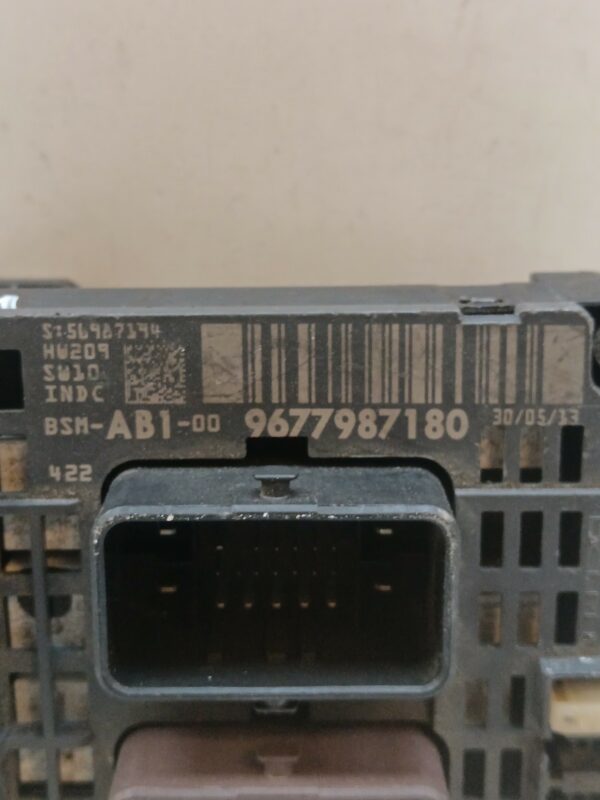 S:56987194
HW209
SW10
INDC
BSM-AB1-00 9677987180 30/05/13
422